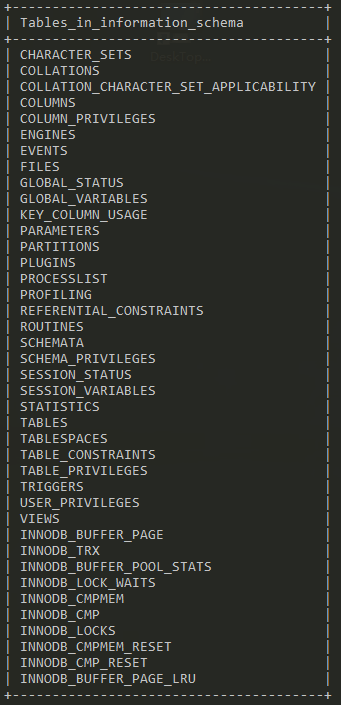 +---------------------------------------+
| Tables_in_information_schema          |
+---------------------------------------+
| CHARACTER_SETS                        |
| COLLATIONS                            |
| COLLATION_CHARACTER_SET_APPLICABILITY |
| COLUMNS                               |
| COLUMN_PRIVILEGES                     |
| ENGINES                               |
| EVENTS                                |
| FILES                                 |
| GLOBAL_STATUS                         |
| GLOBAL_VARIABLES                      |
| KEY_COLUMN_USAGE                      |
| PARAMETERS                            |
| PARTITIONS                            |
| PLUGINS                               |
| PROCESSLIST                           |
| PROFILING                             |
| REFERENTIAL_CONSTRAINTS               |
| ROUTINES                              |
| SCHEMATA                              |
| SCHEMA_PRIVILEGES                     |
| SESSION_STATUS                        |
| SESSION_VARIABLES                     |
| STATISTICS                            |
| TABLES                                |
| TABLESPACES                           |
| TABLE_CONSTRAINTS                     |
| TABLE_PRIVILEGES                      |
| TRIGGERS                              |
| USER_PRIVILEGES                       |
| VIEWS                                 |
| INNODB_BUFFER_PAGE                    |
| INNODB_TRX                            |
| INNODB_BUFFER_POOL_STATS              |
| INNODB_LOCK_WAITS                     |
| INNODB_CMPMEM                         |
| INNODB_CMP                            |
| INNODB_LOCKS                          |
| INNODB_CMPMEM_RESET                   |
| INNODB_CMP_RESET                      |
| INNODB_BUFFER_PAGE_LRU                |
+---------------------------------------+